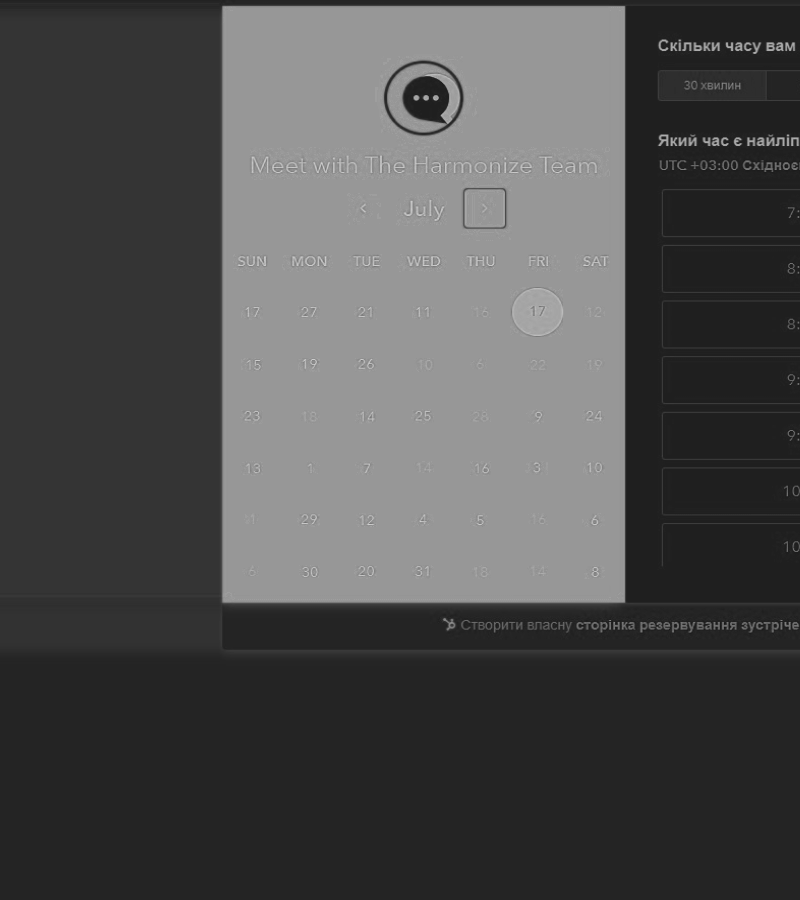 Meet with The Harmonize Team
July
SUN MON TUE WED THU FRI SAT
17 27 21 11 16 17 12
15 19 26 10 6 22 19
23 18 14 25 28 9 24
13 1 7 14 16 3 10
29 12 4 5 16 6
6 30 20 31 18 14 8
Скільки часу вам
30 хвилин
Який час є найліп
UTC +03:00 Східноє
7:
8:
8:
9:
9:
10
10
Створити власну сторінка резервування зустріче